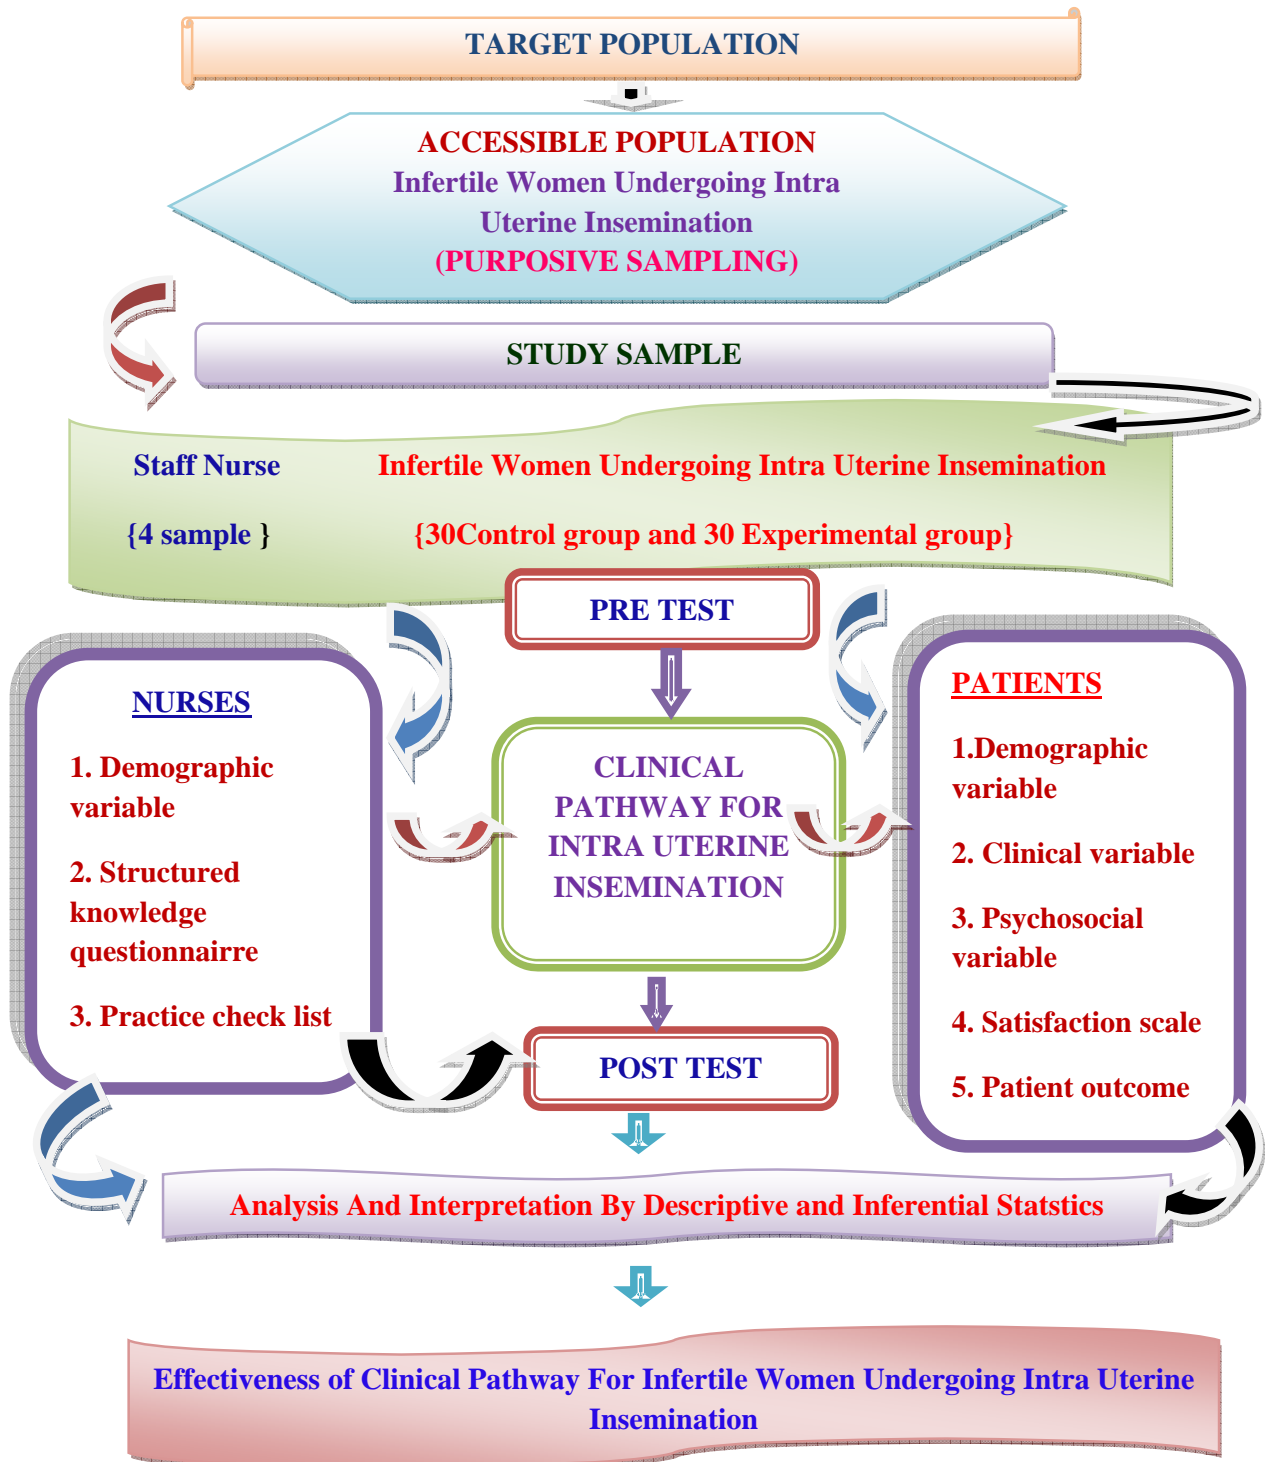 TARGET POPULATION
ACCESSIBLE POPULATION
Infertile Women Undergoing Intra
Uterine Insemination
(PURPOSIVE SAMPLING)
STUDY SAMPLE
Staff Nurse
{4 sample }
Infertile Women Undergoing Intra Uterine Insemination
{30Control group and 30 Experimental group}
PRE TEST
NURSES
1. Demographic
variable
2. Structured
knowledge
questionnairre
3. Practice check list
CLINICAL
PATHWAY FOR
INTRA UTERINE
INSEMINATION
PATIENTS
1.Demographic
variable
2. Clinical variable
3. Psychosocial
variable
4. Satisfaction scale
5. Patient outcome
POST TEST
Analysis And Interpretation By Descriptive and Inferential Statstics
Effectiveness of Clinical Pathway For Infertile Women Undergoing Intra Uterine
Insemination